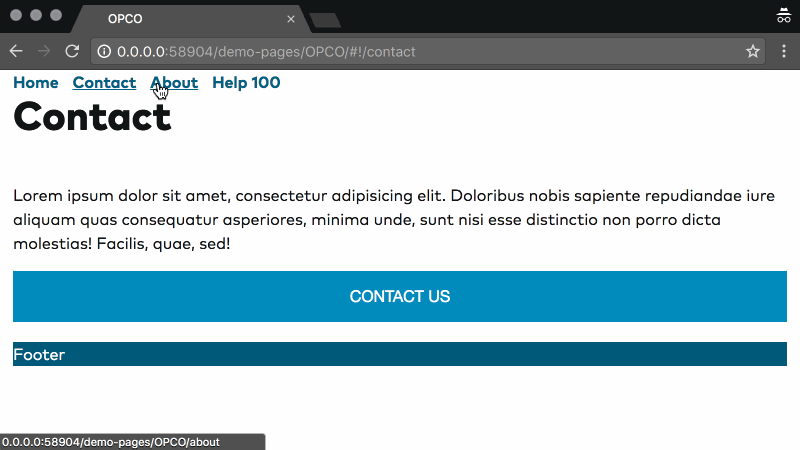 OPCO
0.0.0.0:58904/demo-pages/OPCO/#!/contact
Home Contact About Help 100
Contact
Lorem ipsum dolor sit amet, consectetur adipisicing elit. Doloribus nobis sapiente repudiandae iure
aliquam quas consequatur asperiores, minima unde, sunt nisi esse distinctio non porro dicta
molestias! Facilis, quae, sed!
CONTACT US
Footer
0.0.0.0:58904/demo-pages/OPCO/about